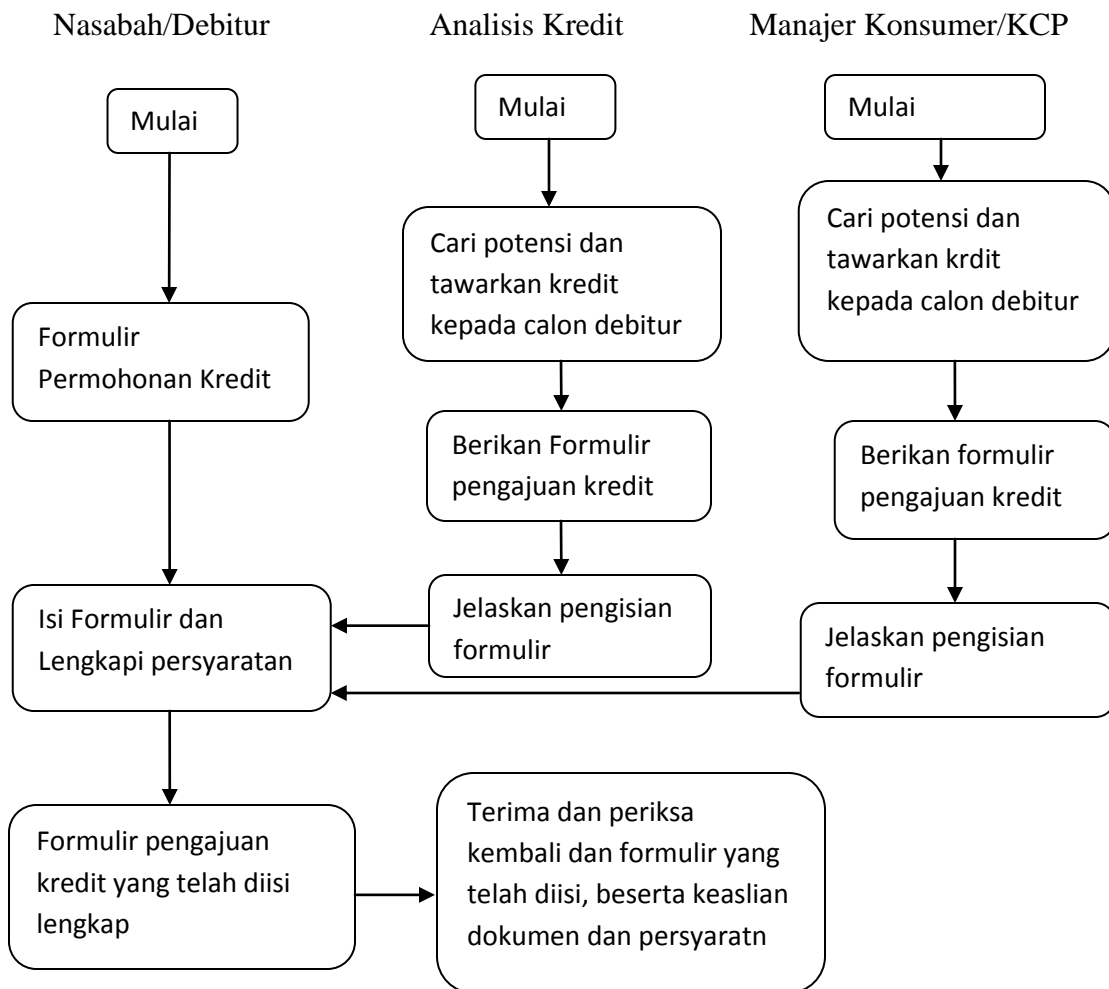 Nasabah/Debitur
Analisis Kredit
Manajer Konsumer/KCP
Mulai
Mulai
Mulai
Cari potensi dan
tawarkan kredit
kepada calon debitur
Cari potensi dan
tawarkan krdit
kepada calon debitur
Formulir
Permohonan Kredit
Berikan Formulir
pengajuan kredit
Berikan formulir
pengajuan kredit
Isi Formulir dan
Lengkapi persyaratan
Jelaskan pengisian
formulir
Jelaskan pengisian
formulir
Formulir pengajuan
kredit yang telah diisi
lengkap
Terima dan periksa
kembali dan formulir yang
telah diisi, beserta keaslian
dokumen dan persyaratn